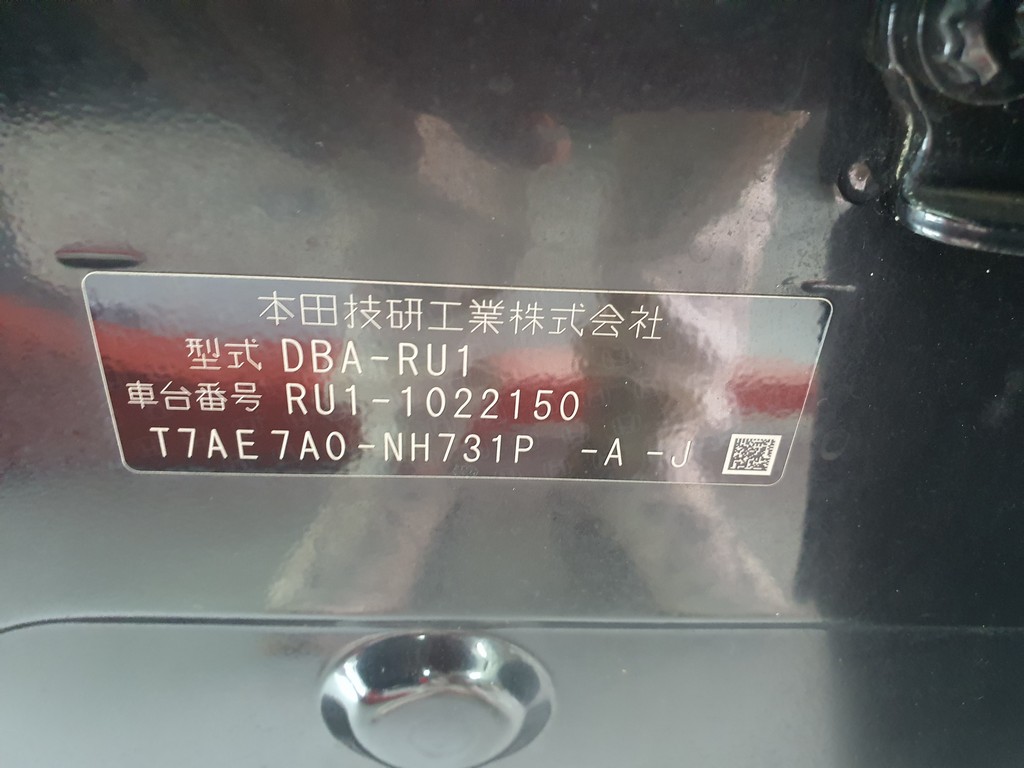 本田技研工業株式会社
型式 DBA-RU1
車台番号 RU1-1022150
T7AE7A0-NH731P -A -J